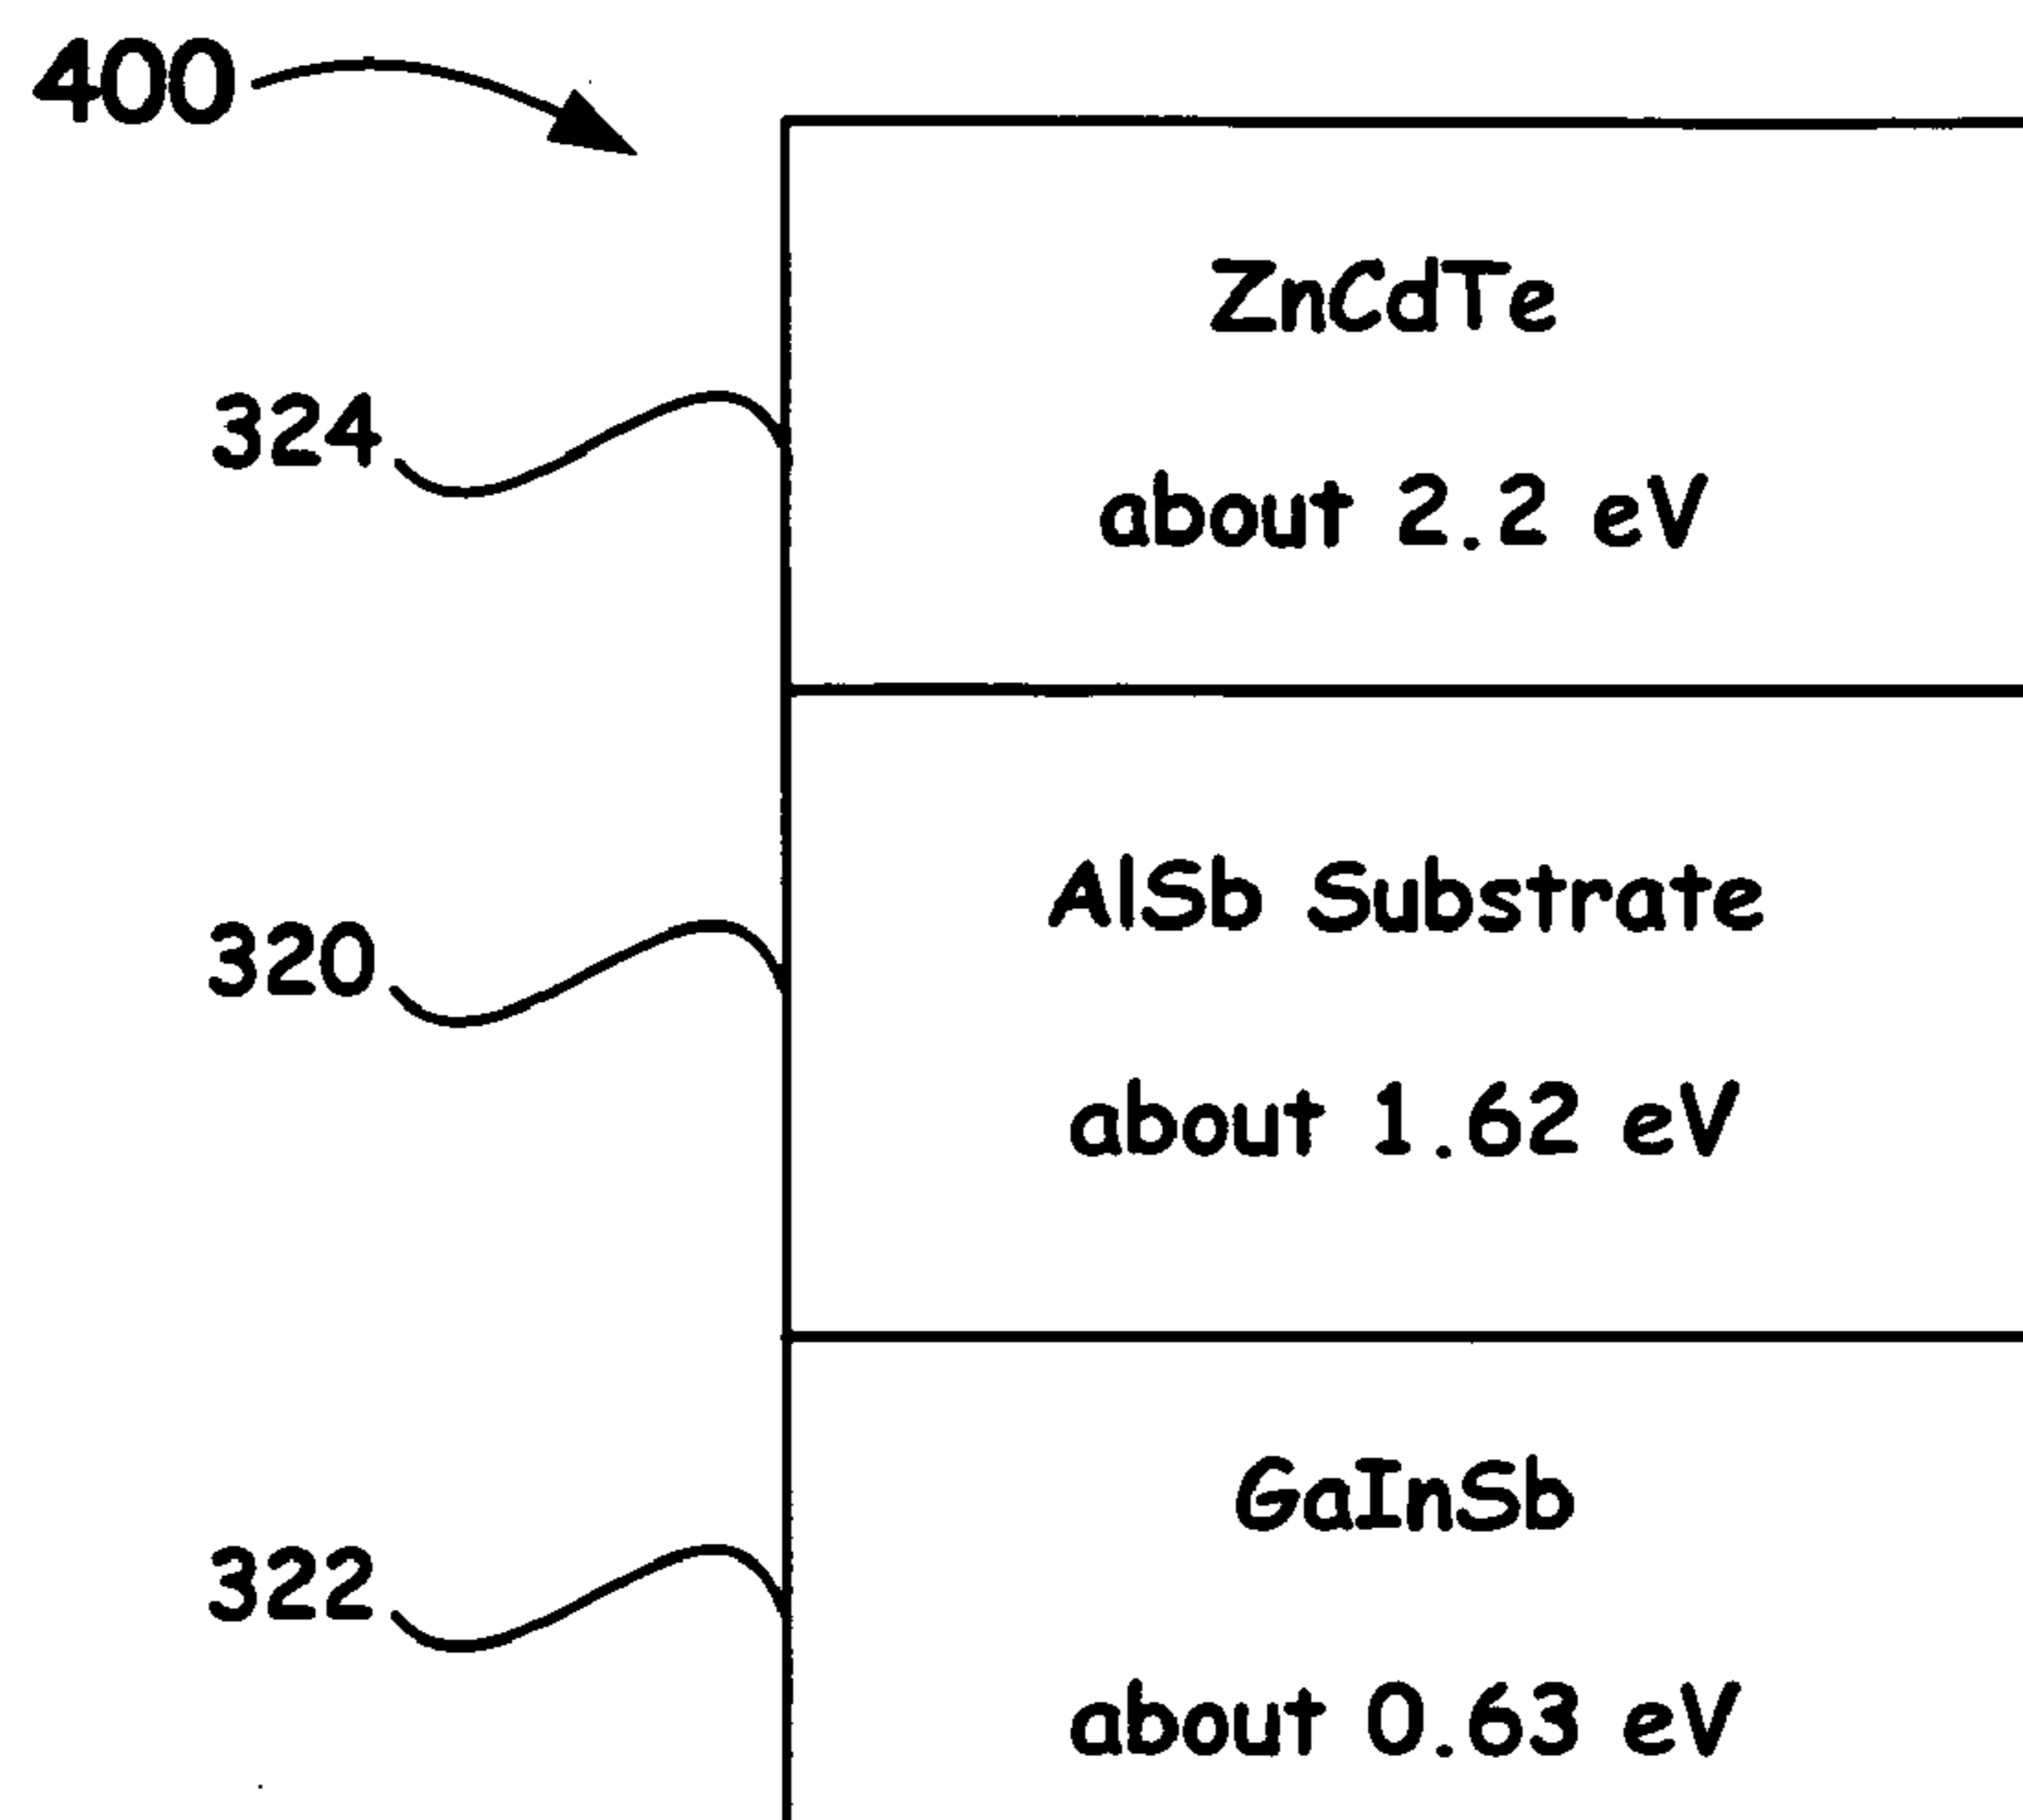 400
ZnCdTe
324
about 2.2 eV
AlSb Substrate
320
about 1.62 eV
GaInSb
322
about 0.63 eV